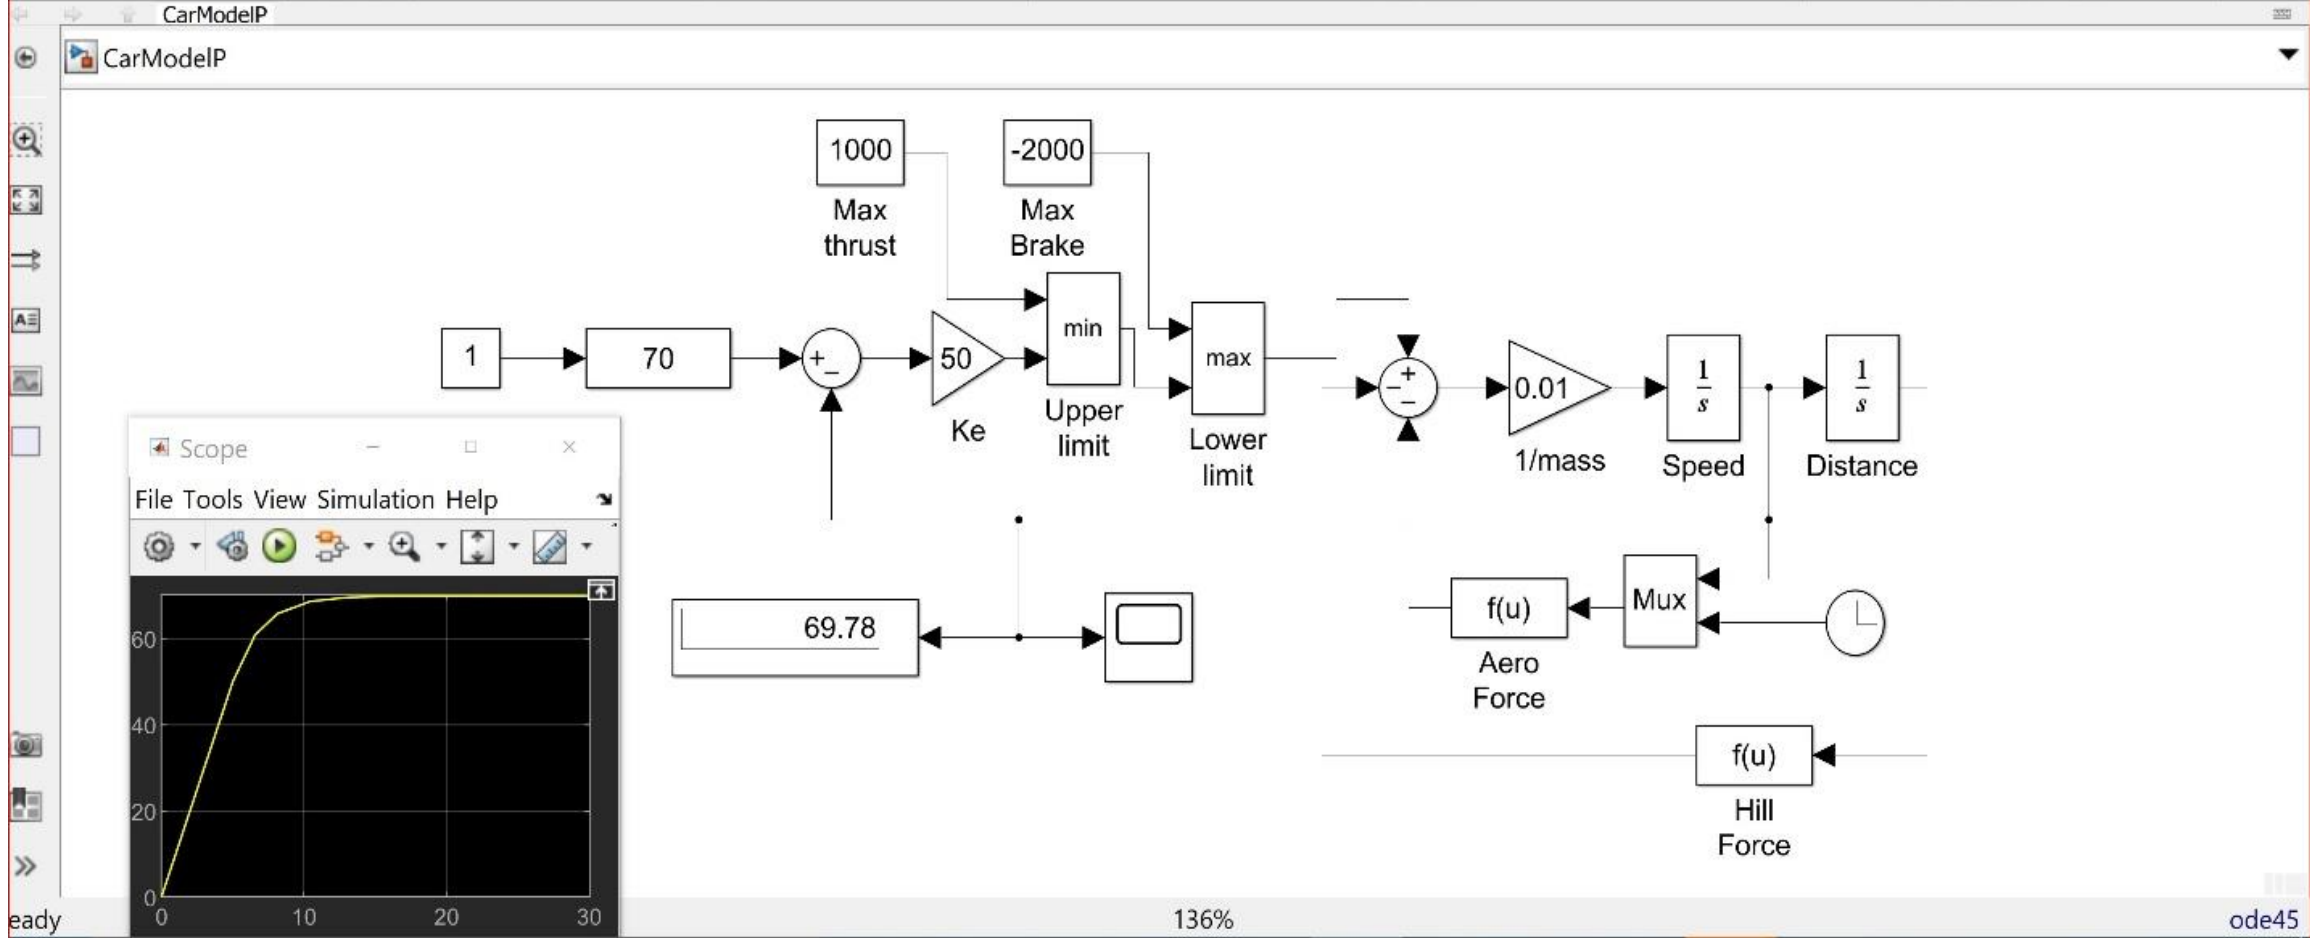 CarModelP
CarModelP
1000
-2000
Max
thrust
Max
Brake
1
70
+
−
50
Ke
min
Upper
limit
max
Lower
limit
−
+
−
0.01
1/mass
1
s
Speed
1
s
Distance
Scope
File Tools View Simulation Help
69.78
f(u)
Aero
Force
Mux
f(u)
Hill
Force
60
40
20
0
0 10 20 30
eady
136%
ode45